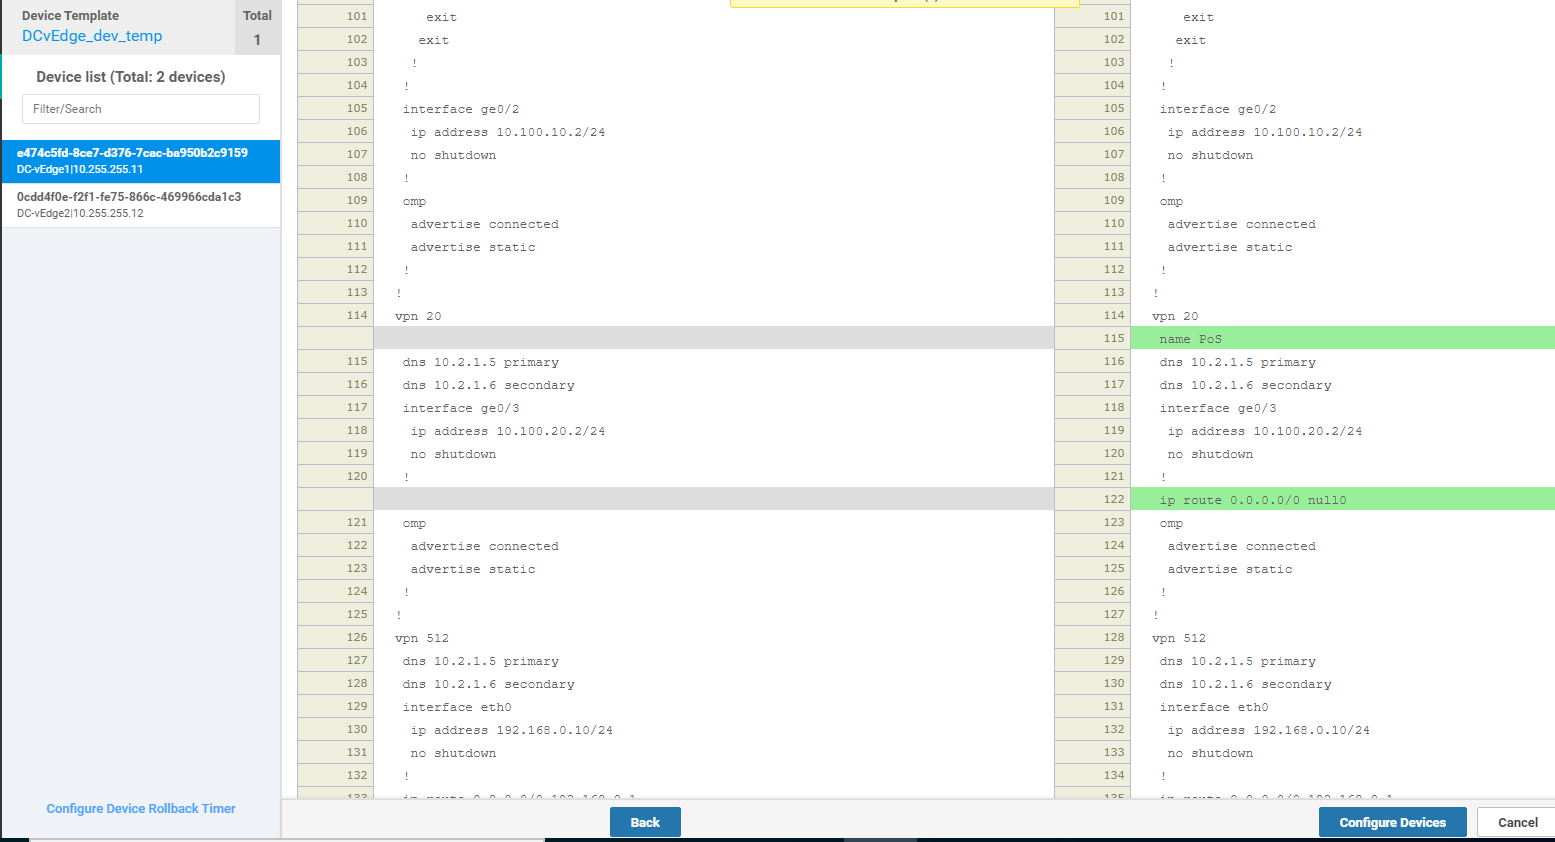 Device Template
DCvEdge_dev_temp
Total
1
Device list (Total: 2 devices)
Filter/Search
e474c5fd-8ce7-d376-7cac-ba950b2c9159
DC-vEdge1|10.255.255.11
0cdd4f0e-f2f1-fe75-866c-469966cda1c3
DC-vEdge2|10.255.255.12
Configure Device Rollback Timer
101 exit
102 exit
103 !
104 !
105 interface ge0/2
106 ip address 10.100.10.2/24
107 no shutdown
108 !
109 omp
110 advertise connected
111 advertise static
112 !
113 !
114 vpn 20
115 dns 10.2.1.5 primary
116 dns 10.2.1.6 secondary
117 interface ge0/3
118 ip address 10.100.20.2/24
119 no shutdown
120 !
121 omp
122 advertise connected
123 advertise static
124 !
125 !
126 vpn 512
127 dns 10.2.1.5 primary
128 dns 10.2.1.6 secondary
129 interface eth0
130 ip address 192.168.0.10/24
131 no shutdown
132 !
101 exit
102 exit
103 !
104 !
105 interface ge0/2
106 ip address 10.100.10.2/24
107 no shutdown
108 !
109 omp
110 advertise connected
111 advertise static
112 !
113 !
114 vpn 20
115 name PoS
116 dns 10.2.1.5 primary
117 dns 10.2.1.6 secondary
118 interface ge0/3
119 ip address 10.100.20.2/24
120 no shutdown
121 !
122 ip route 0.0.0.0/0 null0
123 omp
124 advertise connected
125 advertise static
126 !
127 !
128 vpn 512
129 dns 10.2.1.5 primary
130 dns 10.2.1.6 secondary
131 interface eth0
132 ip address 192.168.0.10/24
133 no shutdown
134 !
Back
Configure Devices
Cancel